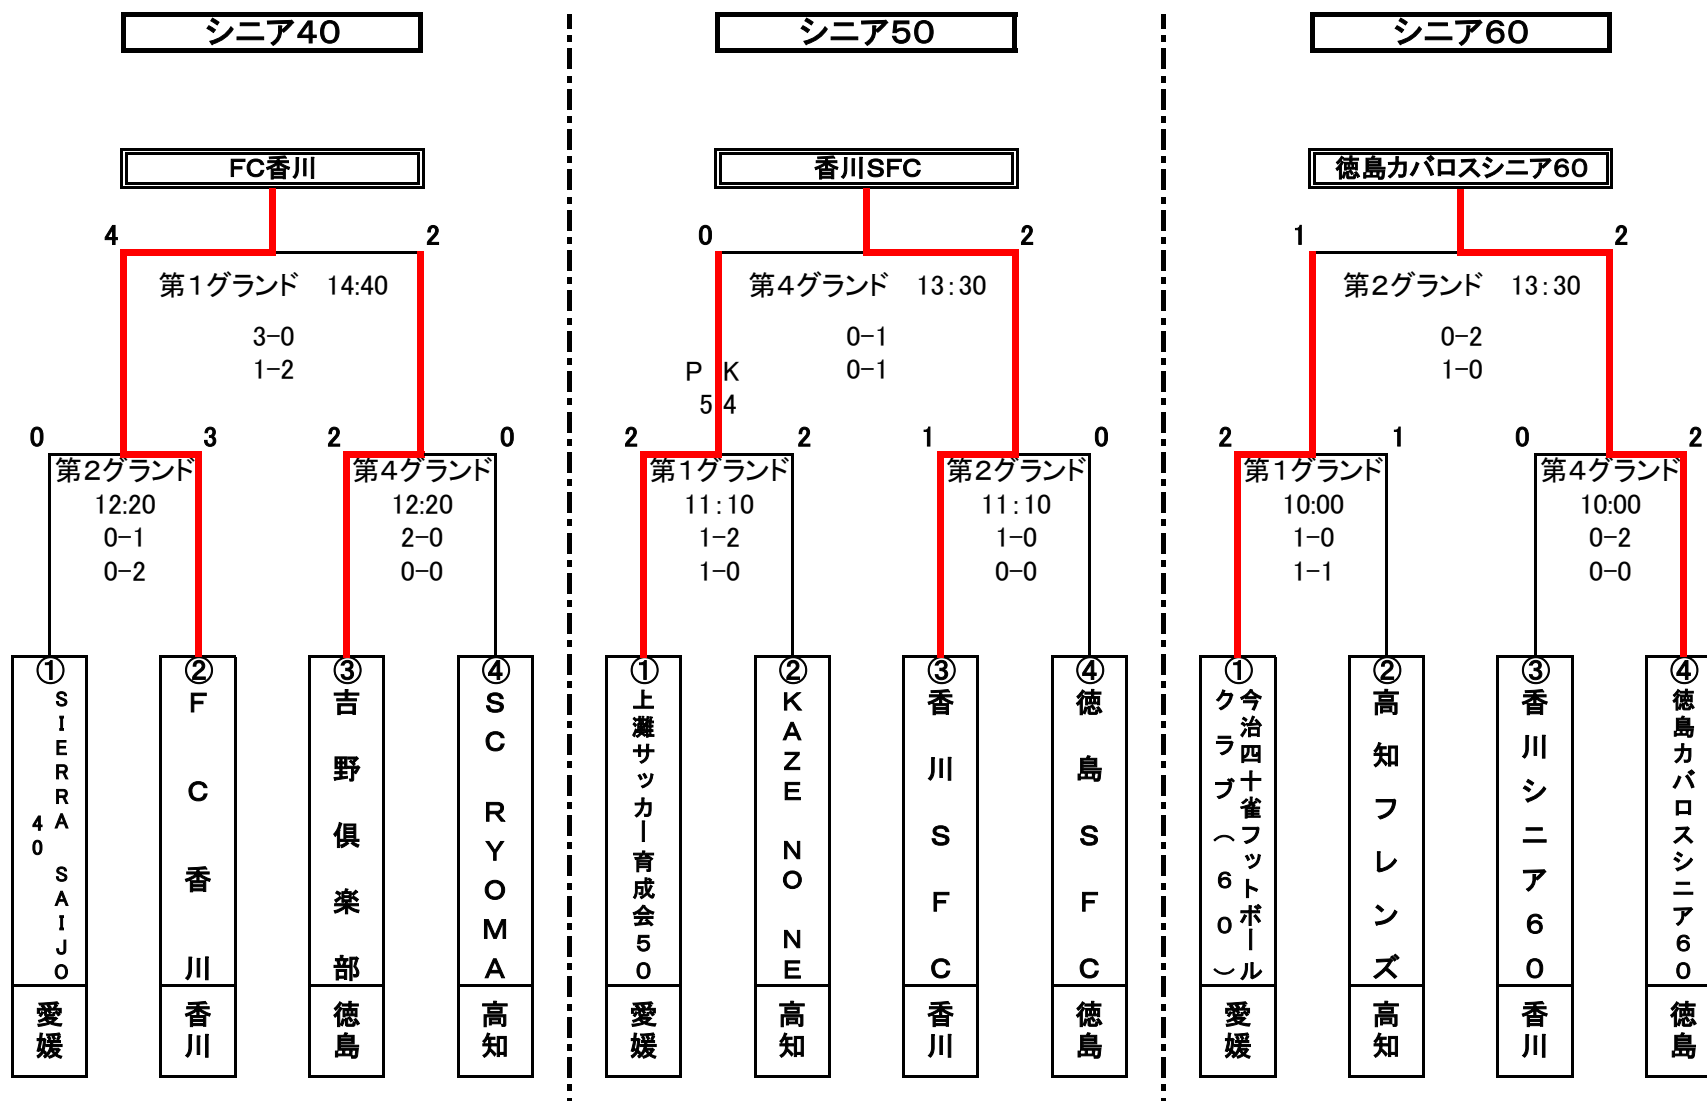 シニア40
シニア50
シニア60
FC香川
香川SFC
徳島カバロスシニア60
4
2
0
2
1
2
第1グランド 14:40
第4グランド 13:30
第2グランド 13:30
3-0
0-1
0-2
1-2
0-1
1-0
P K
5 4
0
3
2
0
2
2
1
0
2
1
0
2
第2グランド
第4グランド
第1グランド
第2グランド
第1グランド
第4グランド
12:20
12:20
11:10
11:10
10:00
10:00
0-1
2-0
1-2
1-0
1-0
0-2
0-2
0-0
1-0
0-0
1-1
0-0
①
SIERRA SAIJO
40
愛媛
②
FC香川
香川
③
吉野倶楽部
徳島
④
SC RYOMA
高知
①
上灘サッカー育成会50
愛媛
②
KAZE NO NE
高知
③
香川SFC
香川
④
徳島SFC
徳島
①
今治四十雀フットボール
クラブ(60)
愛媛
②
高知フレンズ
高知
③
香川シニア60
香川
④
徳島カバロスシニア60
徳島